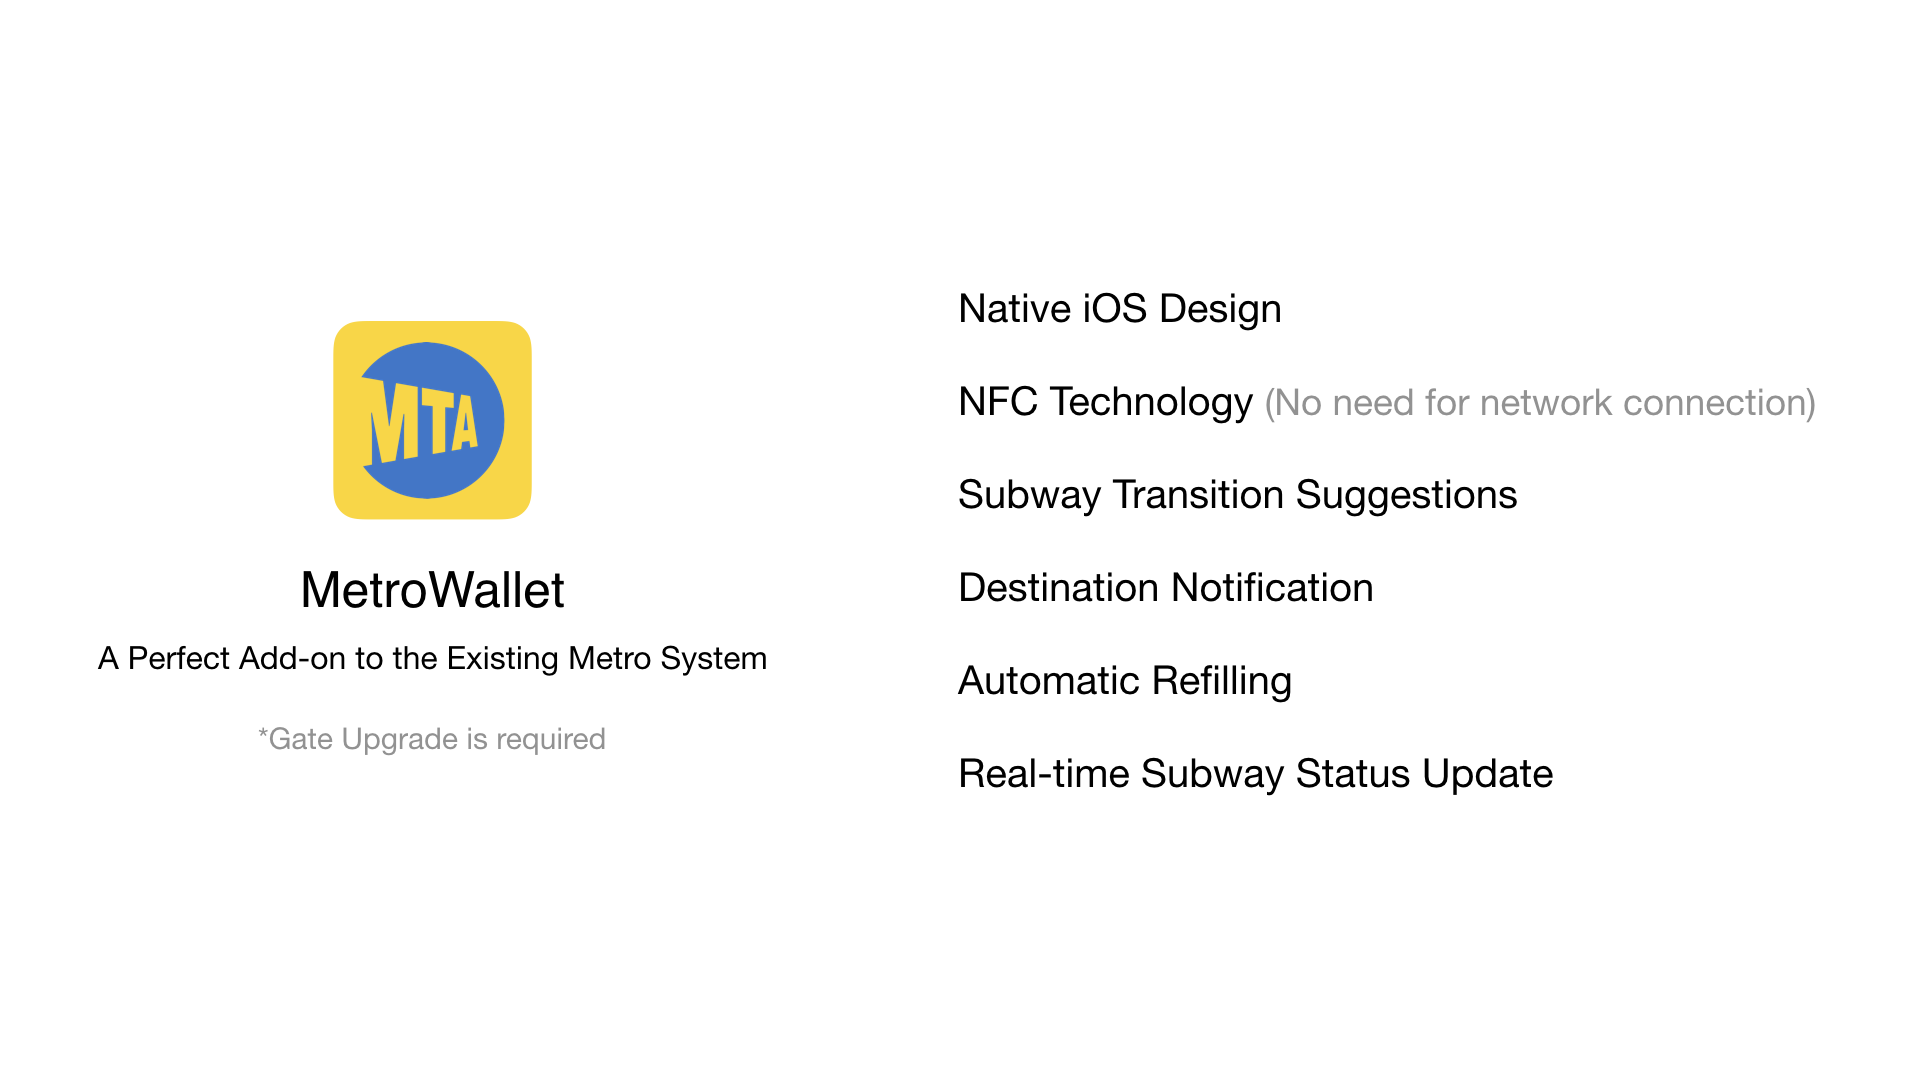 MTA
MetroWallet
A Perfect Add-on to the Existing Metro System
*Gate Upgrade is required
Native iOS Design
NFC Technology (No need for network connection)
Subway Transition Suggestions
Destination Notification
Automatic Refilling
Real-time Subway Status Update